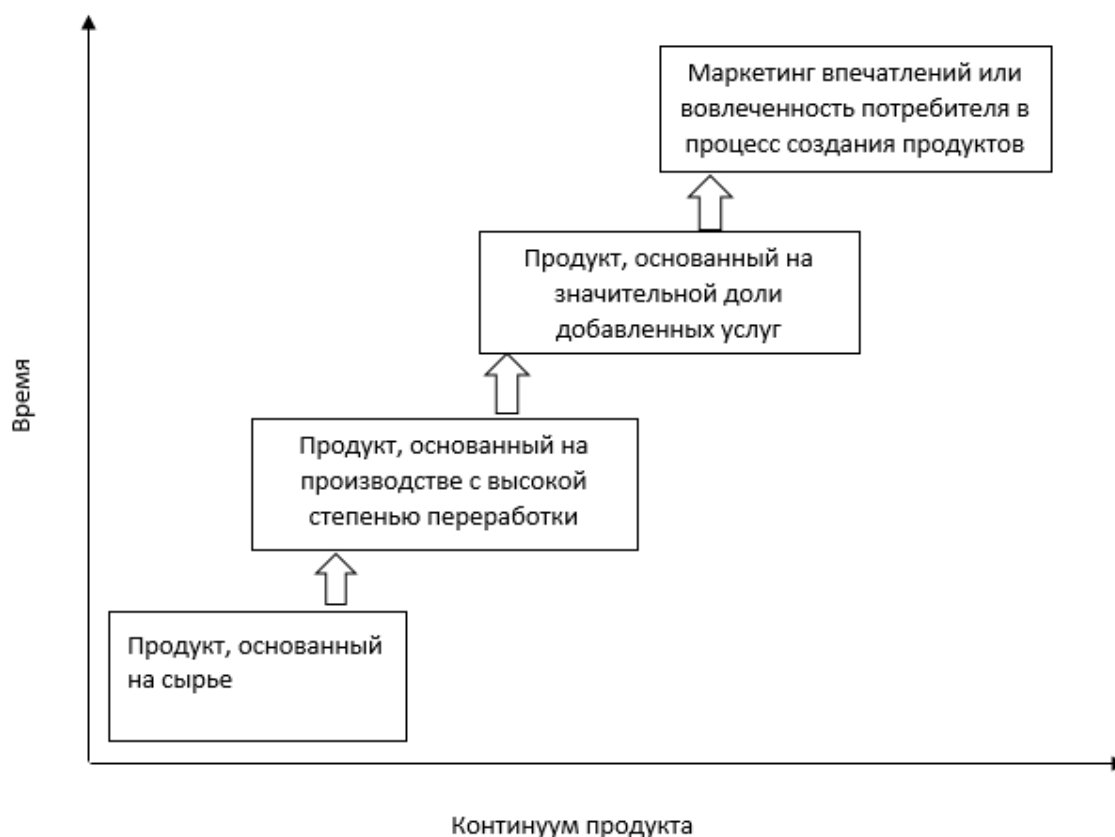 Маркетинг впечатлений или
вовлеченность потребителя в
процесс создания продуктов
Продукт, основанный на
значительной доли
добавленных услуг
Время
Продукт, основанный на
производстве с высокой
степенью переработки
Продукт, основанный
на сырье
Континуум продукта